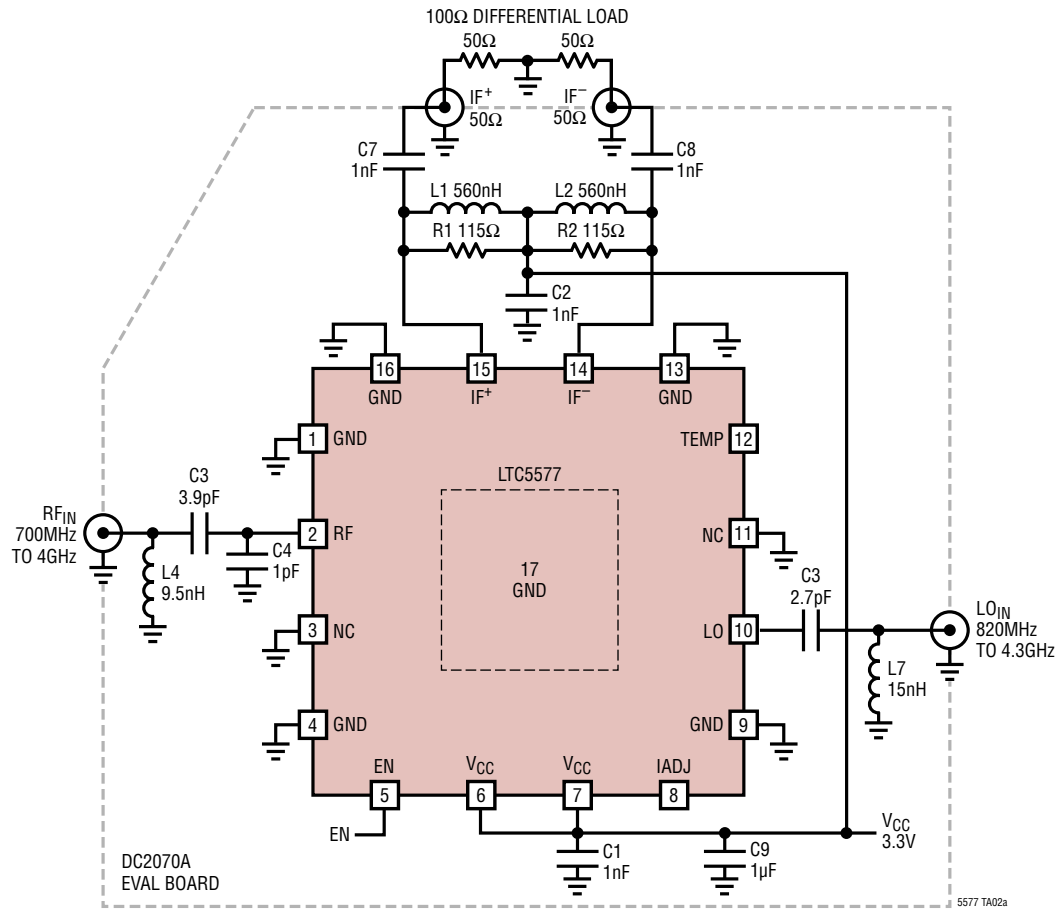 100Ω DIFFERENTIAL LOAD
50Ω
50Ω
IF+
50Ω
IF−
50Ω
C7
1nF
C8
1nF
L1 560nH
L2 560nH
R1 115Ω
R2 115Ω
C2
1nF
16
15
14
13
GND
IF+
IF−
GND
1
GND
TEMP
12
LTC5577
C3
3.9pF
RFIN
700MHz
TO 4GHz
2
RF
NC
11
C4
1pF
L4
9.5nH
17
GND
C3
2.7pF
3
NC
LO
10
LOIN
820MHz
TO 4.3GHz
L7
15nH
4
GND
GND
9
EN
VCC
VCC
IADJ
5
6
7
8
EN
VCC
3.3V
C1
1nF
C9
1µF
DC2070A
EVAL BOARD
5577 TA02a